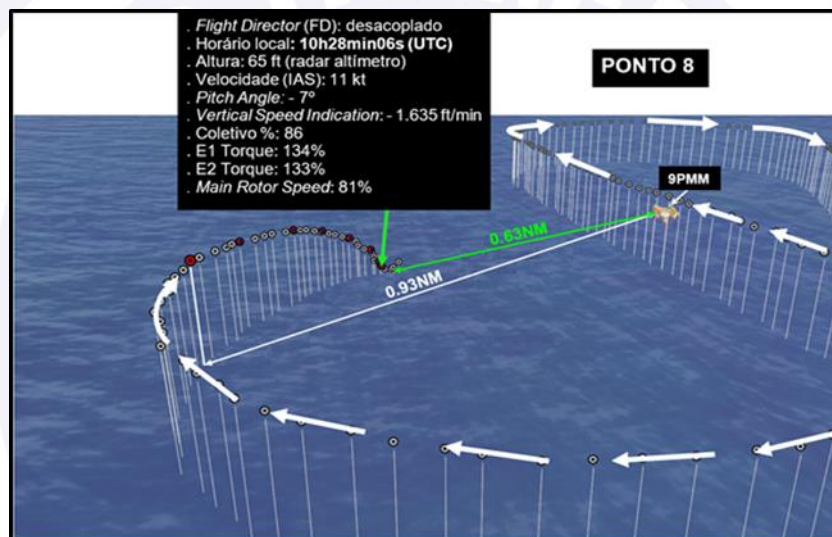 . Flight Director (FD): desacoplado
. Horário local: 10h28min06s (UTC)
. Altura: 65 ft (radar altímetro)
. Velocidade (IAS): 11 kt
. Pitch Angle: - 7º
. Vertical Speed Indication: - 1.635 ft/min
. Coletivo %: 86
. E1 Torque: 134%
. E2 Torque: 133%
. Main Rotor Speed: 81%
PONTO 8
9PMM
0.63NM
0.93NM